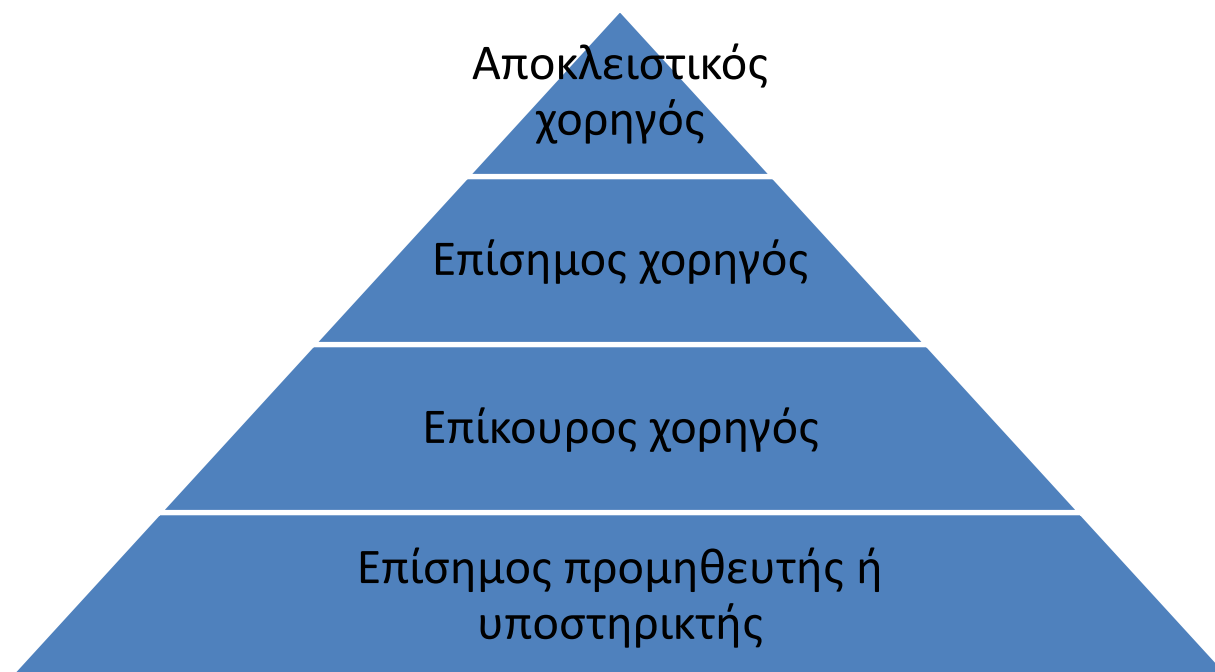 Αποκλειστικός
χορηγός
Επίσημος χορηγός
Επίκουρος χορηγός
Επίσημος προμηθευτής ή
υποστηρικτής